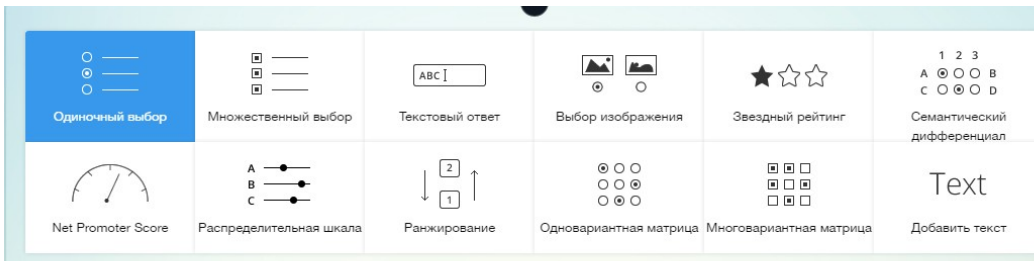 1 2 3
A B
C D
ABC
Одиночный выбор
Множественный выбор
Текстовый ответ
Выбор изображения
Звездный рейтинг
Семантический
дифференциал
A
B
C
2
1
Text
Net Promoter Score
Распределительная шкала
Ранжирование
Одновариантная матрица
Многовариантная матрица
Добавить текст